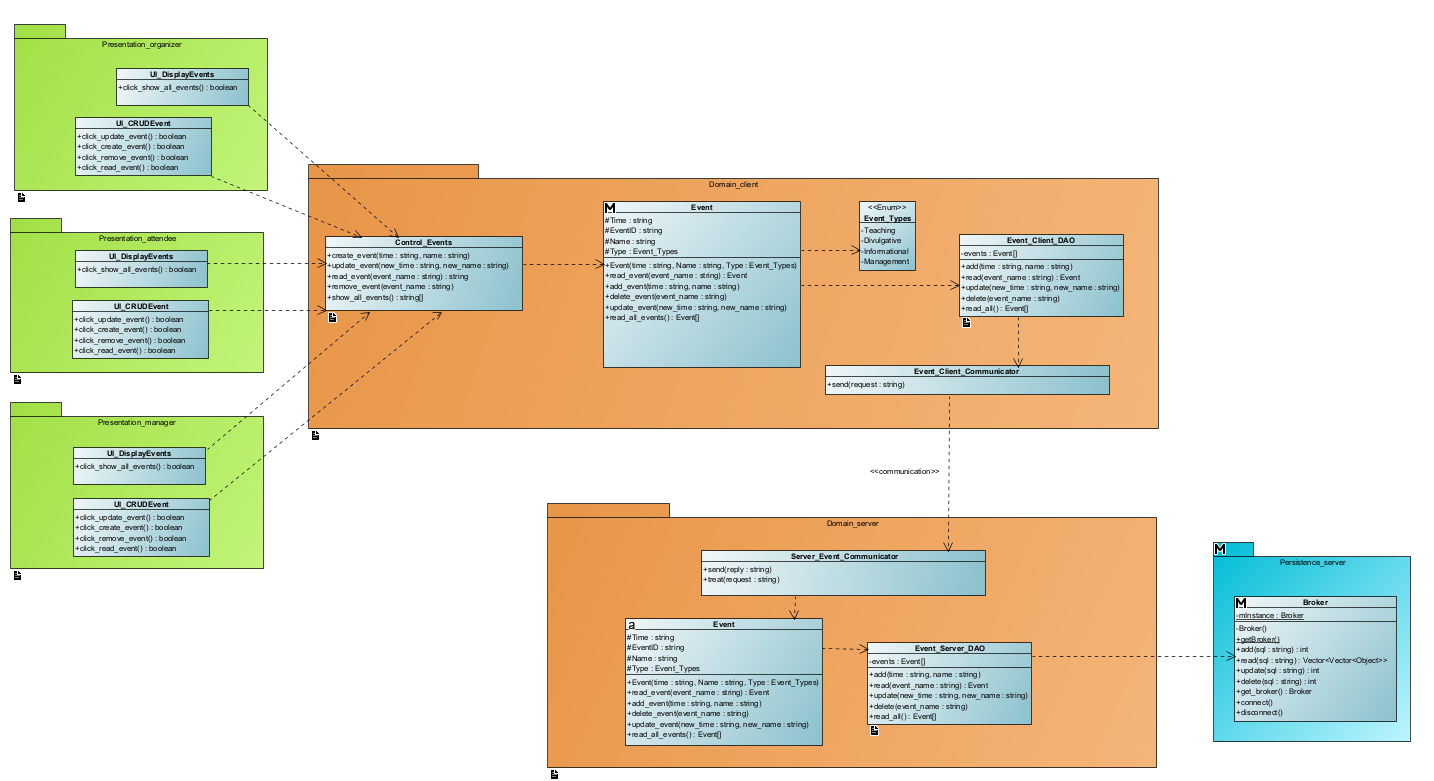 Presentation_organizer
UI_DisplayEvents
+click_show_all_events() : boolean
UI_CRUDEvent
+click_update_event() : boolean
+click_create_event() : boolean
+click_remove_event() : boolean
+click_read_event() : boolean
Presentation_attendee
UI_DisplayEvents
+click_show_all_events() : boolean
UI_CRUDEvent
+click_update_event() : boolean
+click_create_event() : boolean
+click_remove_event() : boolean
+click_read_event() : boolean
Presentation_manager
UI_DisplayEvents
+click_show_all_events() : boolean
UI_CRUDEvent
+click_update_event() : boolean
+click_create_event() : boolean
+click_remove_event() : boolean
+click_read_event() : boolean
Domain_client
Control_Events
+create_event(time : string, name : string)
+update_event(new_time : string, new_name : string)
+read_event(event_name : string) : string
+remove_event(event_name : string)
+show_all_events() : string[]
M
Event
#Time : string
#EventID : string
#Name : string
#Type : Event_Types
+Event(time : string, Name : string, Type : Event_Types)
+read_event(event_name : string) : Event
+add_event(time : string, name : string)
+delete_event(name : string)
+update_event(new_time : string, new_name : string)
+read_all_events() : Event[]
<<Enum>>
Event_Types
-Teaching
-Divulgative
-Informational
-Management
Event_Client_DAO
-events : Event[]
+add(time : string, name : string)
+read(event_name : string) : Event
+update(new_time : string, new_name : string)
+delete(event_name : string)
+read_all() : Event[]
Event_Client_Communicator
+send(request : string)
<<communication>>
Domain_server
Server_Event_Communicator
+send(reply : string)
+treat(request : string)
a
Event
#Time : string
#EventID : string
#Name : string
#Type : Event_Types
+Event(time : string, Name : string, Type : Event_Types)
+read_event(event_name : string) : Event
+add_event(time : string, name : string)
+delete_event(event_name : string)
+update_event(new_time : string, new_name : string)
+read_all_events() : Event[]
Event_Server_DAO
-events : Event[]
+add(time : string, name : string)
+read(event_name : string) : Event
+update(new_time : string, new_name : string)
+delete(event_name : string)
+read_all() : Event[]
M
Persistence_server
M
Broker
-mInstance : Broker
-Broker()
+getBroker()
+add(sql : string) : int
+read(sql : string) : Vector<Vector<Object>>
+update(sql : string) : int
+delete(sql : string) : int
+get_broker() : Broker
+connect()
+disconnect()